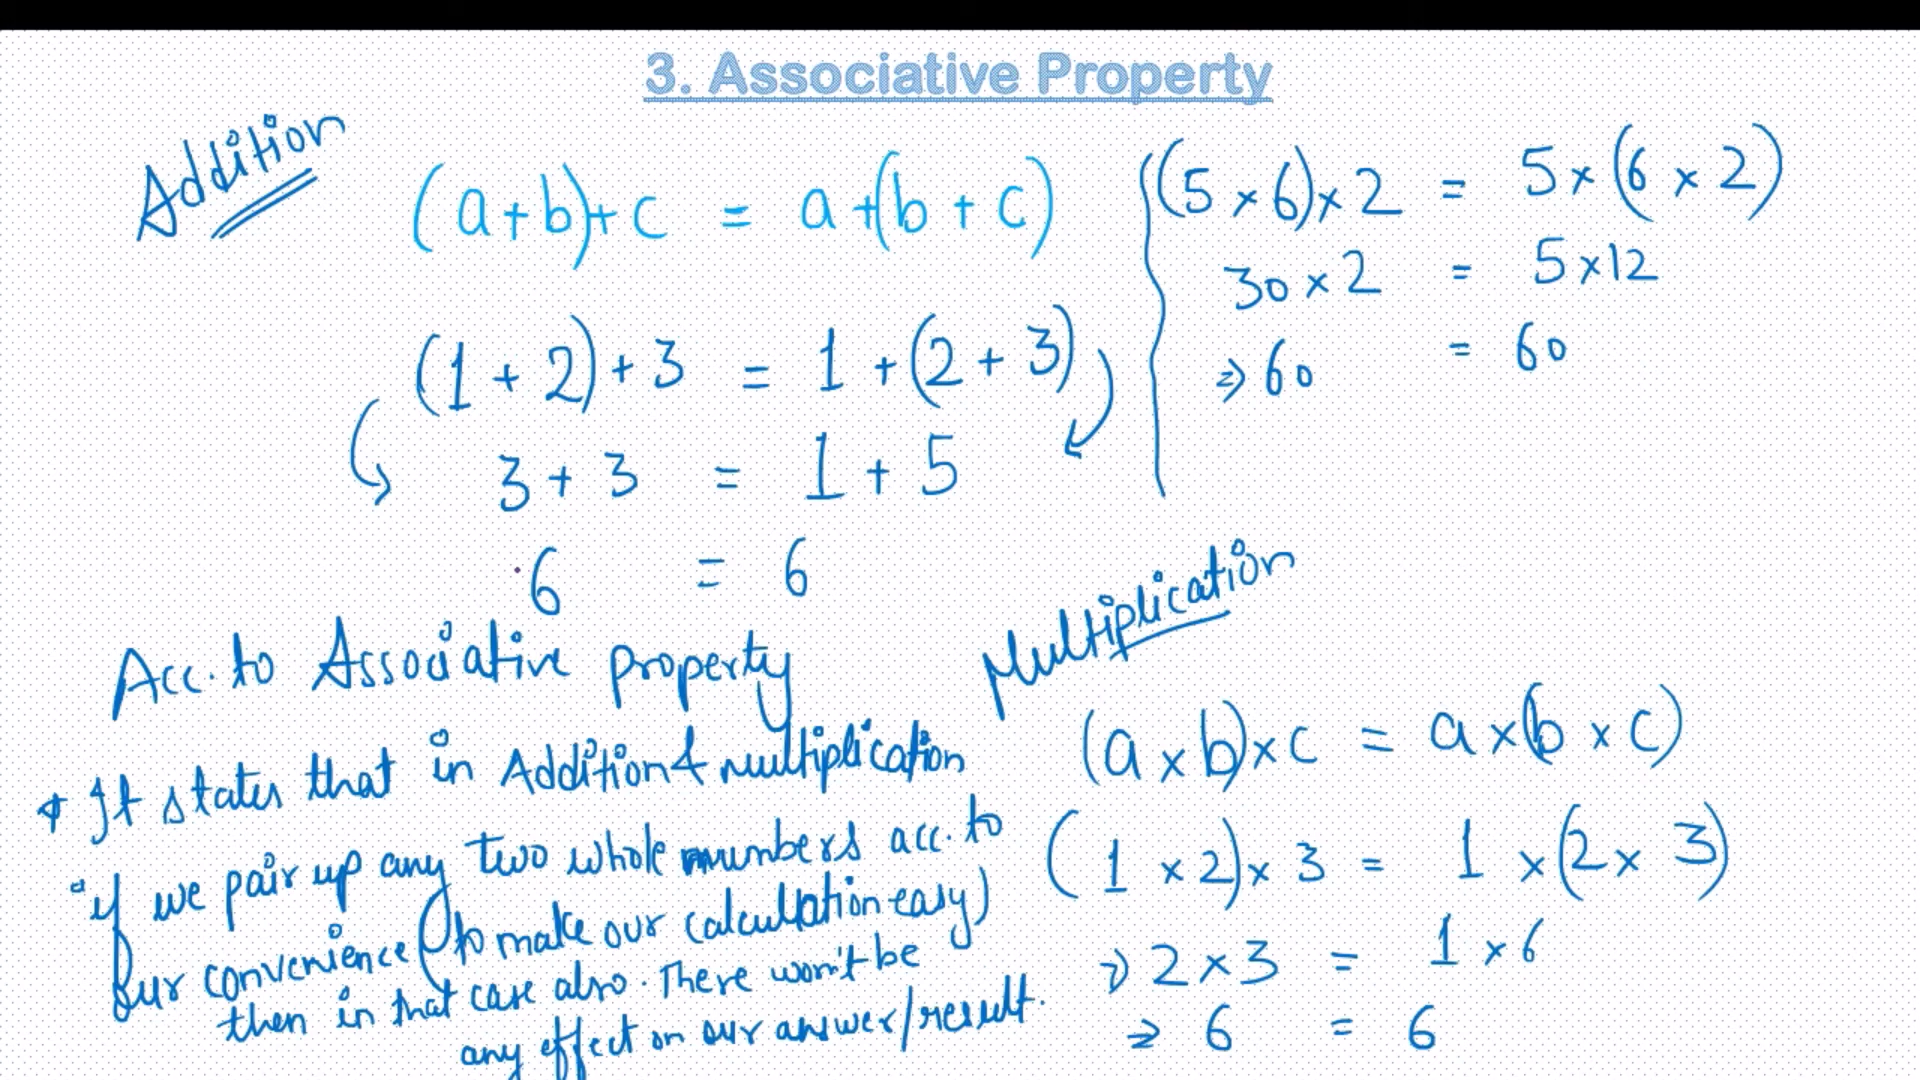 3. Associative Property
Addition
(a+b)+c = a+(b+c)
(1+2)+3 = 1+(2+3)
3+3 = 1+5
6 = 6
(5×6)×2 = 5×(6×2)
30×2 = 5×12
⇒ 60 = 60
Acc. to Associative property
* It states that in Addition & multiplication
if we pair up any two whole numbers acc. to
our convenience (to make our calculation easy)
then in that case also. There won't be
any effect on our answer/result.
Multiplication
(a×b)×c = a×(b×c)
(1×2)×3 = 1×(2×3)
⇒ 2×3 = 1×6
⇒ 6 = 6